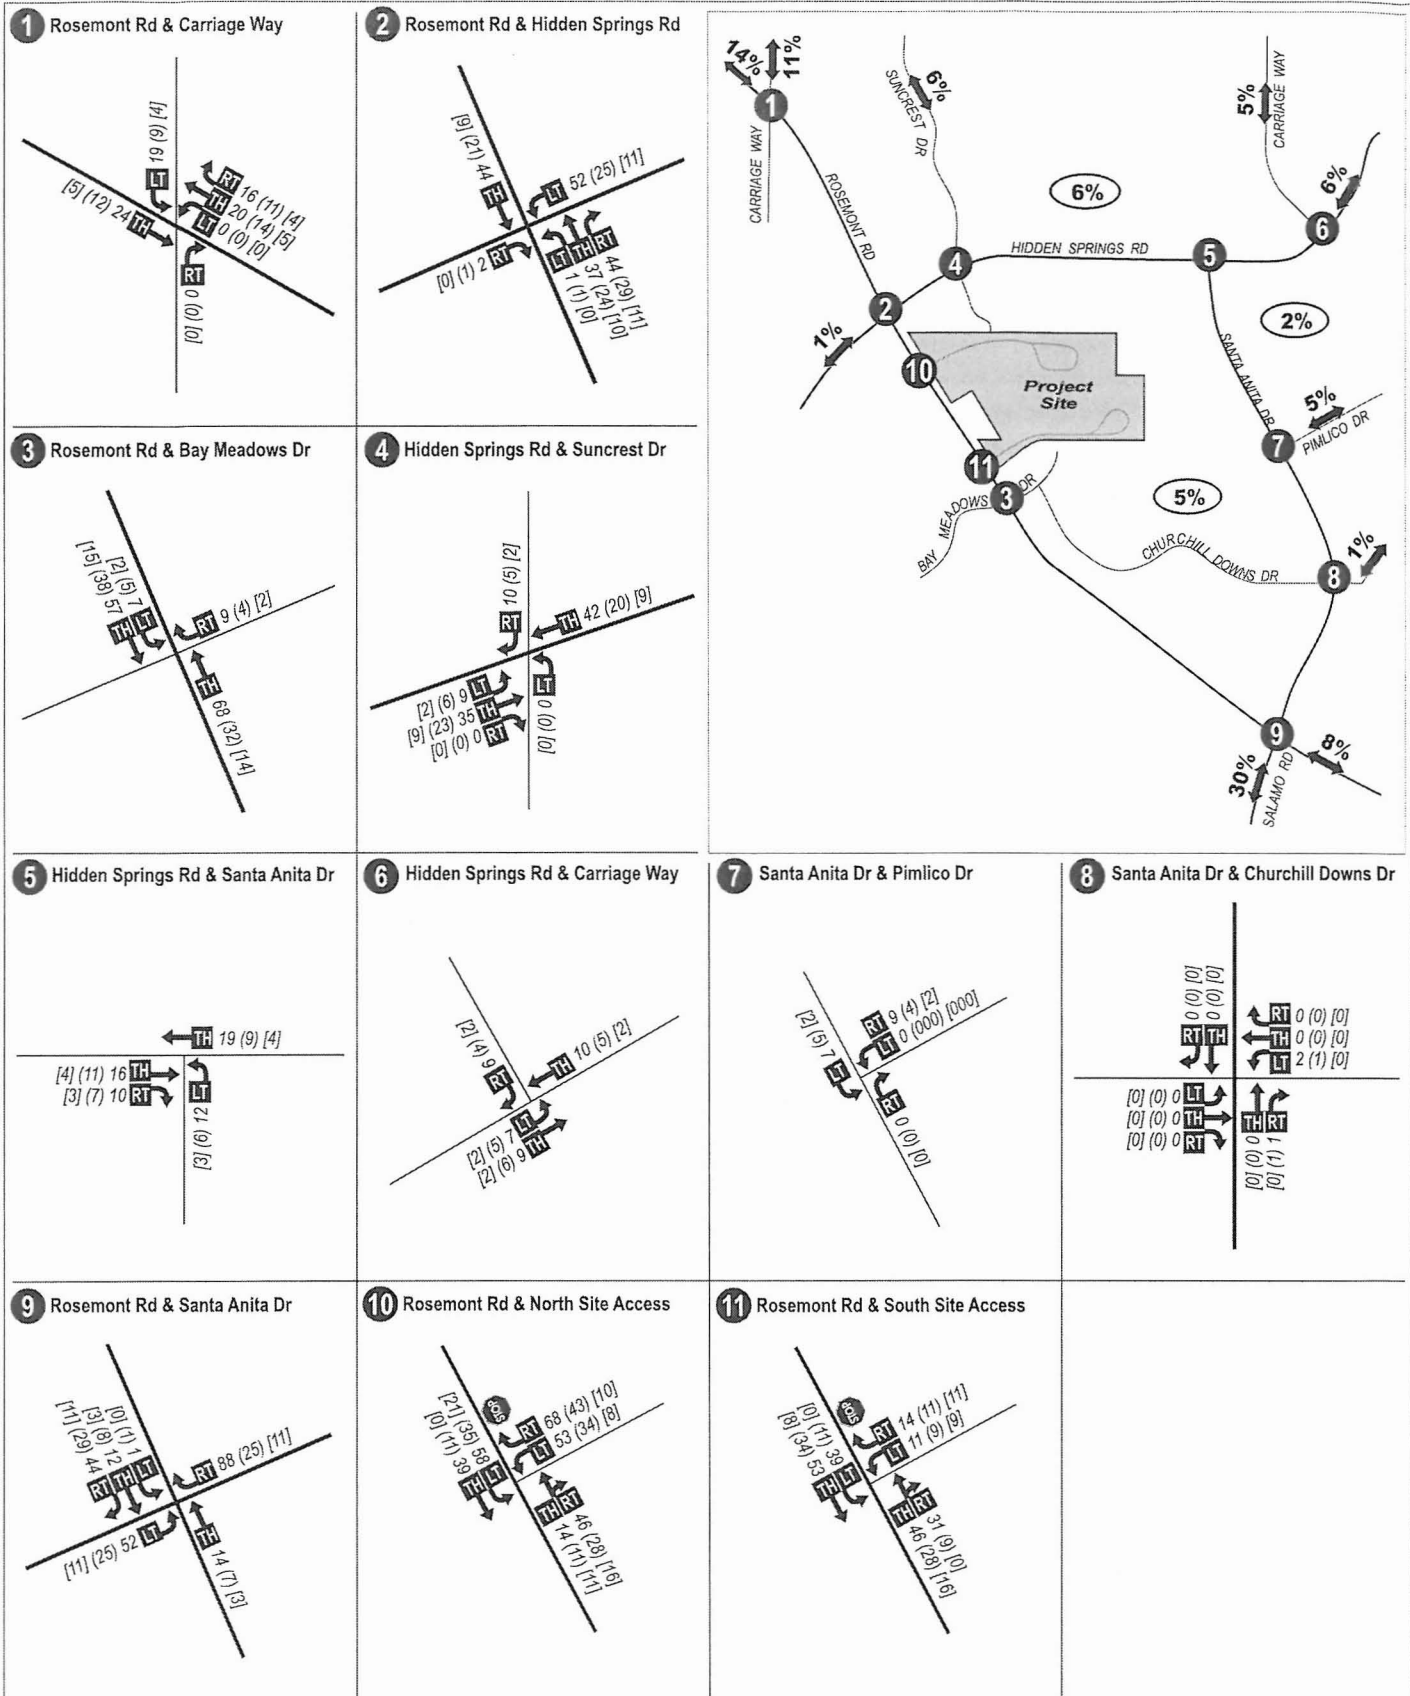 1 Rosemont Rd & Carriage Way
19 (9) [4]
LT
RT 16 (11) [4]
TH 20 (14) [5]
LT 0 (0) [0]
[5] (12) 24 TH
RT
[0] (0) 0
2 Rosemont Rd & Hidden Springs Rd
[9] (21) 44 TH
LT 52 (25) [11]
[0] (1) 2 RT
LT TH RT
44 (29) [11]
37 (24) [10]
1 (1) [0]
14%
11%
1
CARRIAGE WAY
ROSEMONT RD
SUNCREST DR
6%
5%
CARRIAGE WAY
6%
6%
6
4
HIDDEN SPRINGS RD
5
2
1%
10
Project
Site
2%
SANTA ANITA DR
5%
PIMLICO DR
7
11
3
BAY MEADOWS DR
5%
CHURCHILL DOWNS DR
8
1%
9
8%
30%
SALAMO RD
3 Rosemont Rd & Bay Meadows Dr
[2] (5) 7
[15] (38) 57
TH LT
RT 9 (4) [2]
TH
68 (32) [14]
4 Hidden Springs Rd & Suncrest Dr
10 (5) [2]
RT
TH 42 (20) [9]
[2] (6) 9 LT
[9] (23) 35 TH
[0] (0) 0 RT
LT
[0] (0) 0
5 Hidden Springs Rd & Santa Anita Dr
TH 19 (9) [4]
[4] (11) 16 TH
[3] (7) 10 RT
LT
[3] (6) 12
6 Hidden Springs Rd & Carriage Way
[2] (4) 9 RT
TH 10 (5) [2]
[2] (5) 7 LT
[2] (6) 9 TH
7 Santa Anita Dr & Pimlico Dr
[2] (5) 7 LT
RT 9 (4) [2]
LT 0 (000) [000]
RT 0 (0) [0]
8 Santa Anita Dr & Churchill Downs Dr
0 (0) [0]
0 (0) [0]
RT TH
RT 0 (0) [0]
TH 0 (0) [0]
LT 2 (1) [0]
[0] (0) 0 LT
[0] (0) 0 TH
[0] (0) 0 RT
TH RT
[0] (0) 0
[0] (1) 1
9 Rosemont Rd & Santa Anita Dr
[0] (1) 1
[3] (8) 12
[11] (29) 44
RT TH LT
RT 88 (25) [11]
[11] (25) 52 LT
TH
14 (7) [3]
10 Rosemont Rd & North Site Access
[21] (35) 58
[0] (11) 39
TH LT
STOP
RT 68 (43) [10]
LT 53 (34) [8]
TH RT
46 (28) [16]
14 (11) [11]
11 Rosemont Rd & South Site Access
[0] (11) 39
[8] (34) 53
TH LT
STOP
RT 14 (11) [11]
LT 11 (9) [9]
TH RT
31 (9) [0]
46 (28) [16]